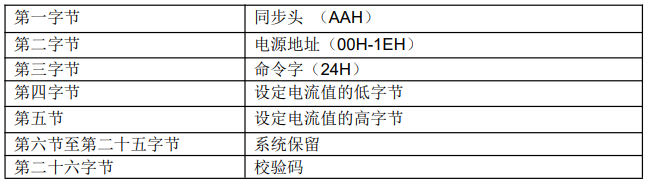 第一字节 同步头 （AAH）
第二字节 电源地址（00H-1EH）
第三字节 命令字（24H）
第四字节 设定电流值的低字节
第五节 设定电流值的高字节
第六节至第二十五字节 系统保留
第二十六字节 校验码